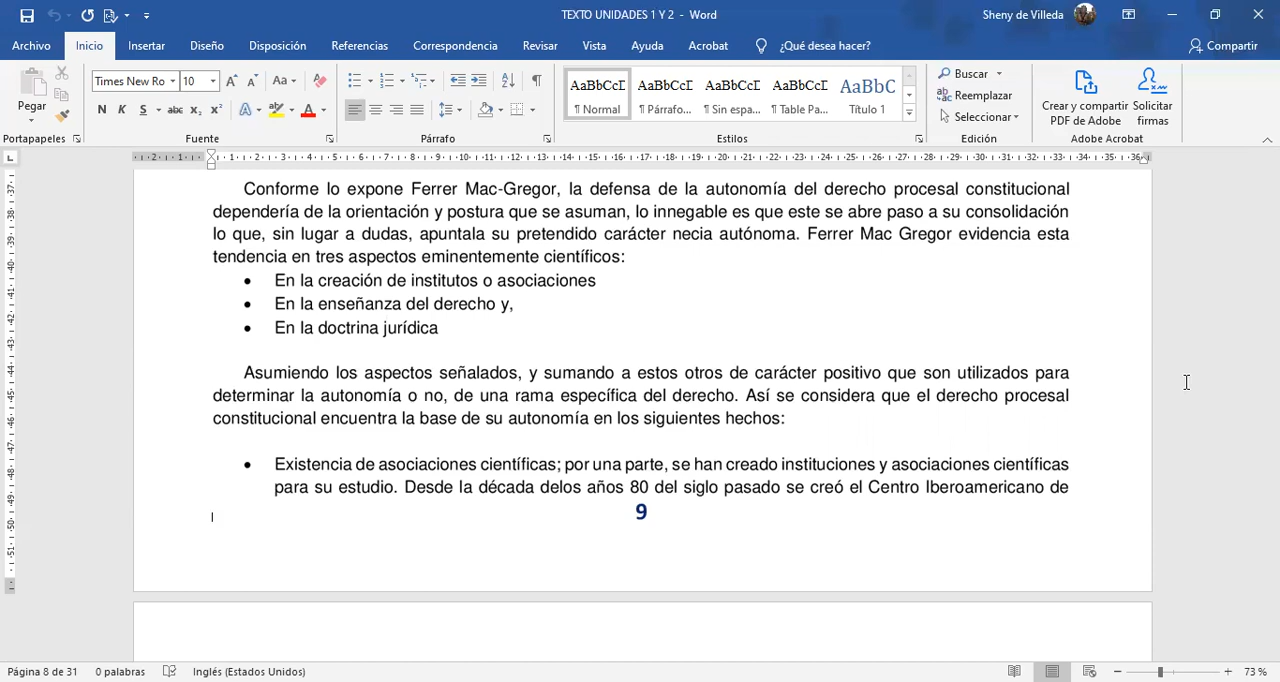 TEXTO UNIDADES 1 Y 2 - Word
Sheny de Villeda
Archivo Inicio Insertar Diseño Disposición Referencias Correspondencia Revisar Vista Ayuda Acrobat ¿Qué desea hacer? Compartir
Pegar
Times New Ro 10
N K S abc x₂ x²
Aa
AaBbCcD AaBbCcD AaBbCcD AaBbCcD AaBbC
¶ Normal ¶ Párrafo... ¶ Sin espa... ¶ Table Pa... Título 1
Buscar
Reemplazar
Seleccionar
Crear y compartir PDF de Adobe
Solicitar firmas
Portapapeles Fuente Párrafo Estilos Edición Adobe Acrobat
Conforme lo expone Ferrer Mac-Gregor, la defensa de la autonomía del derecho procesal constitucional
dependería de la orientación y postura que se asuman, lo innegable es que este se abre paso a su consolidación
lo que, sin lugar a dudas, apuntala su pretendido carácter necia autónoma. Ferrer Mac Gregor evidencia esta
tendencia en tres aspectos eminentemente científicos:
• En la creación de institutos o asociaciones
• En la enseñanza del derecho y,
• En la doctrina jurídica
Asumiendo los aspectos señalados, y sumando a estos otros de carácter positivo que son utilizados para
determinar la autonomía o no, de una rama específica del derecho. Así se considera que el derecho procesal
constitucional encuentra la base de su autonomía en los siguientes hechos:
• Existencia de asociaciones científicas; por una parte, se han creado instituciones y asociaciones científicas
para su estudio. Desde la década delos años 80 del siglo pasado se creó el Centro Iberoamericano de
9
Página 8 de 31 0 palabras Inglés (Estados Unidos) 73 %